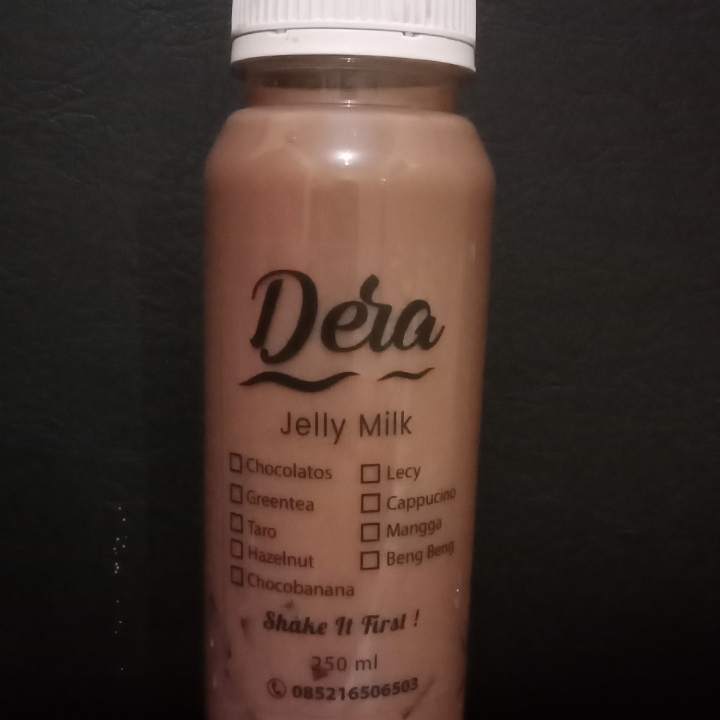 Dera
Jelly Milk
Chocolatos
Greentea
Taro
Hazelnut
Chocobanana
Lecy
Cappucino
Mangga
Beng Beng
Shake It First !
250 ml
085216506503